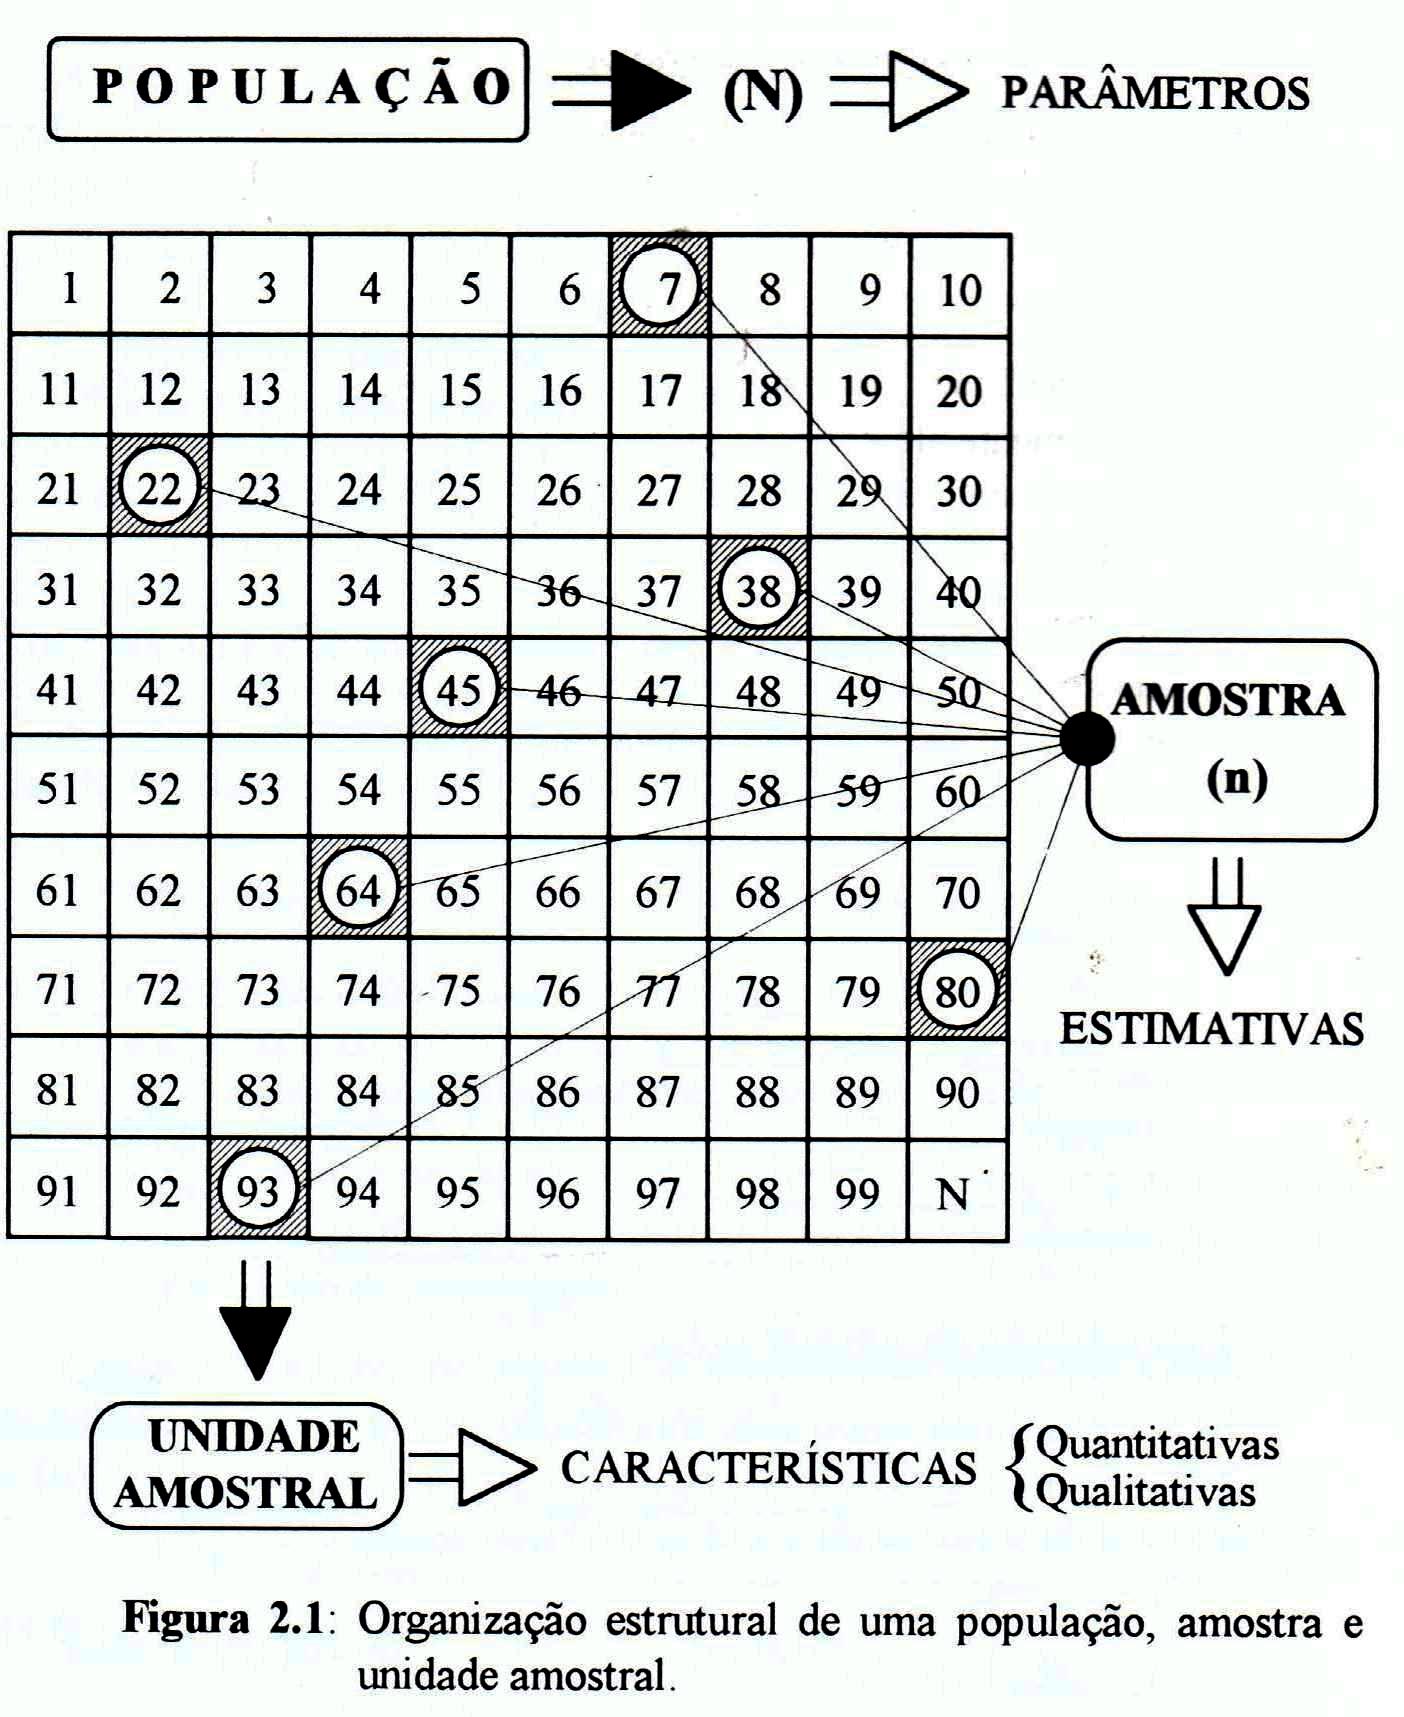 POPULAÇÃO (N) PARÂMETROS
1 2 3 4 5 6 7 8 9 10
11 12 13 14 15 16 17 18 19 20
21 22 23 24 25 26 27 28 29 30
31 32 33 34 35 36 37 38 39 40
41 42 43 44 45 46 47 48 49 50
AMOSTRA
(n)
51 52 53 54 55 56 57 58 59 60
61 62 63 64 65 66 67 68 69 70
71 72 73 74 75 76 77 78 79 80
ESTIMATIVAS
81 82 83 84 85 86 87 88 89 90
91 92 93 94 95 96 97 98 99 N
UNIDADE
AMOSTRAL
CARACTERÍSTICAS
Quantitativas
Qualitativas
Figura 2.1: Organização estrutural de uma população, amostra e
unidade amostral.